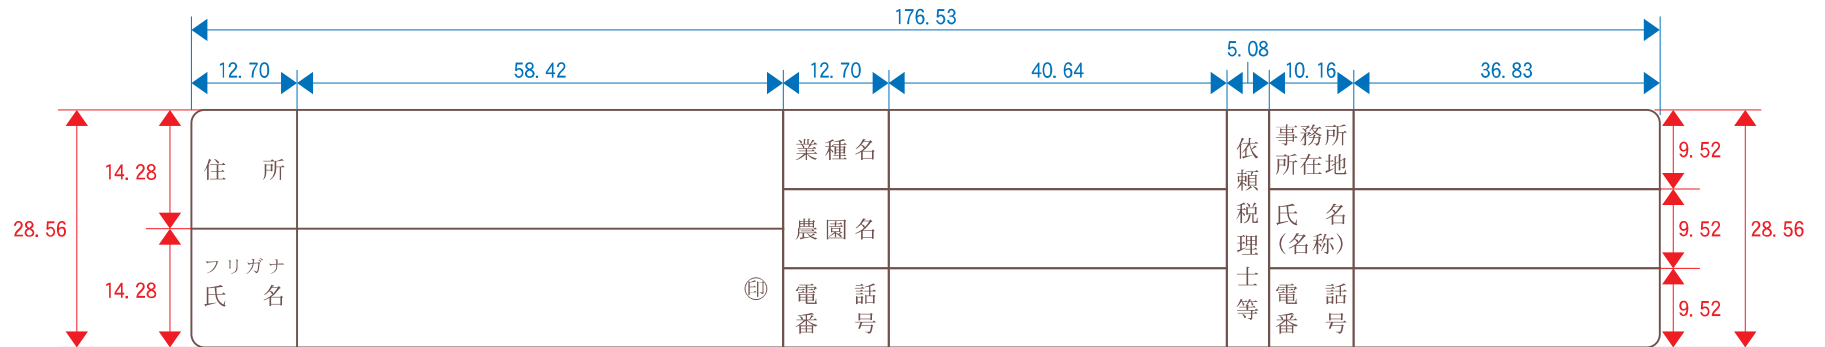 176.53
12.70
58.42
12.70
40.64
5.08
10.16
36.83
28.56
14.28
14.28
住所
フリガナ
氏名
㊞
業種名
農園名
電話
番号
依頼税理士等
事務所
所在地
氏名
(名称)
電話
番号
9.52
9.52
9.52
28.56